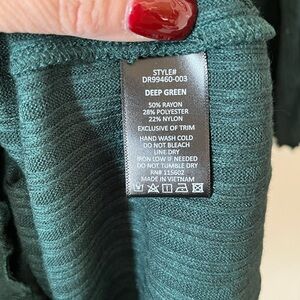 STYLE#
DR99460-003
DEEP GREEN
50% RAYON
28% POLYESTER
22% NYLON
EXCLUSIVE OF TRIM
HAND WASH COLD
DO NOT BLEACH
LINE DRY
IRON LOW IF NEEDED
DO NOT TUMBLE DRY
RN# 115602
MADE IN VIETNAM